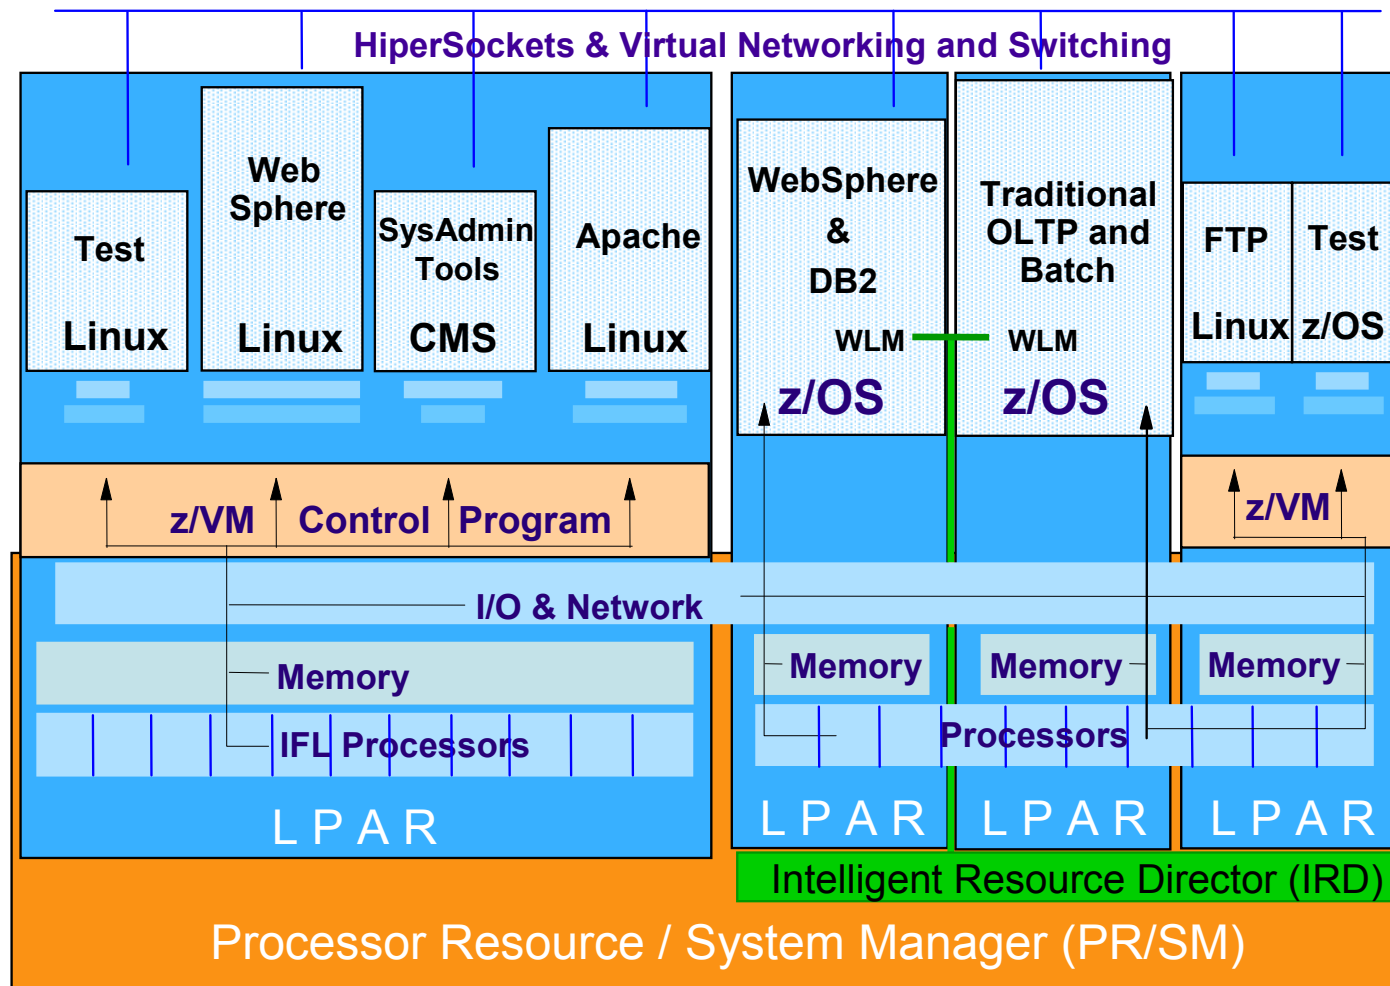 HiperSockets & Virtual Networking and Switching
Test
Linux
Web
Sphere
Linux
SysAdmin
Tools
CMS
Apache
Linux
WebSphere
&
DB2
WLM
z/OS
Traditional
OLTP and
Batch
WLM
z/OS
FTP
Linux
Test
z/OS
z/VM Control Program
z/VM
I/O & Network
Memory
Memory
Memory
Memory
IFL Processors
Processors
LPAR
LPAR
LPAR
LPAR
Intelligent Resource Director (IRD)
Processor Resource / System Manager (PR/SM)